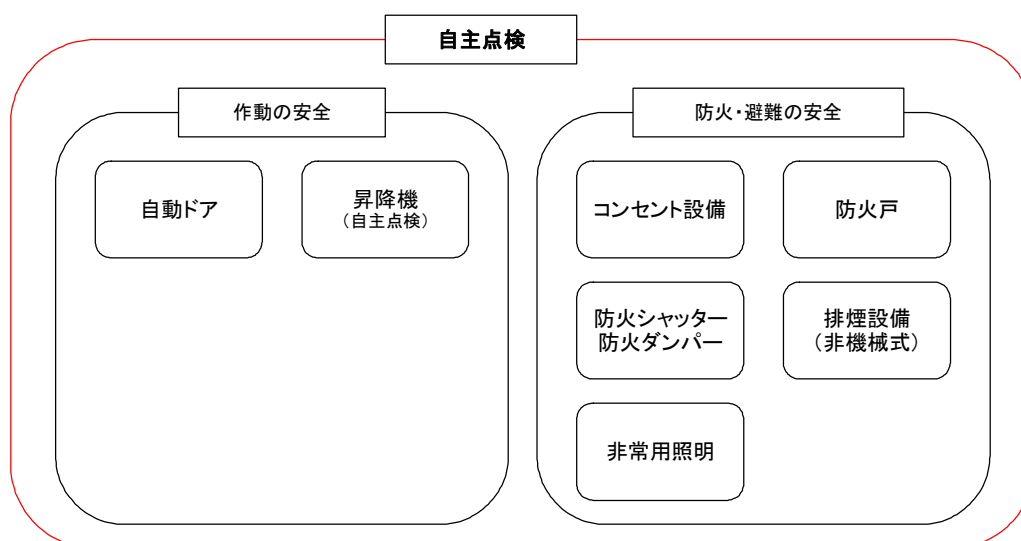 自主点検
作動の安全
自動ドア
昇降機
（自主点検）
防火・避難の安全
コンセント設備
防火戸
防火シャッター
防火ダンパー
排煙設備
（非機械式）
非常用照明